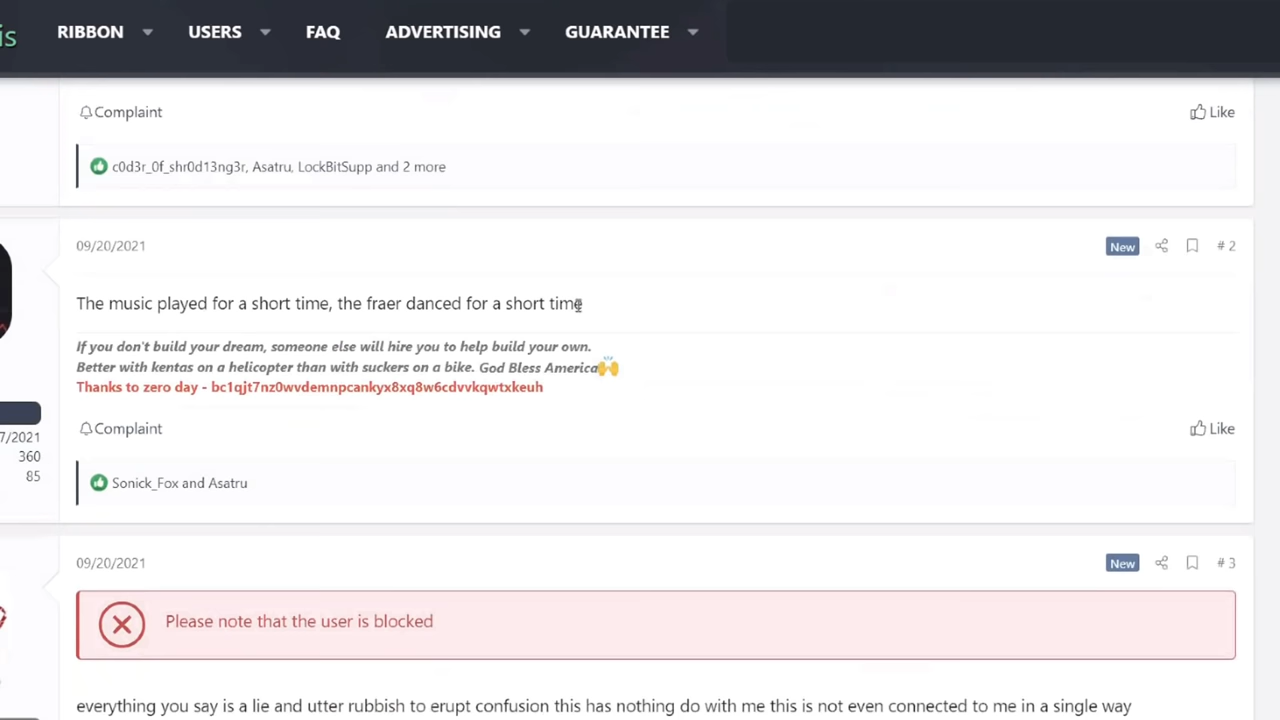 is RIBBON USERS FAQ ADVERTISING GUARANTEE
Complaint Like
c0d3r_0f_shr0d13ng3r, Asatru, LockBitSupp and 2 more
09/20/2021 New # 2
The music played for a short time, the fraer danced for a short time
If you don't build your dream, someone else will hire you to help build your own.
Better with kentas on a helicopter than with suckers on a bike. God Bless America🙌
Thanks to zero day - bc1qjt7nz0wvdemnpcankyx8xq8w6cdvvkqwtxkeuh
7/2021
360
85
Complaint Like
Sonick_Fox and Asatru
09/20/2021 New # 3
Please note that the user is blocked
everything you say is a lie and utter rubbish to erupt confusion this has nothing do with me this is not even connected to me in a single way